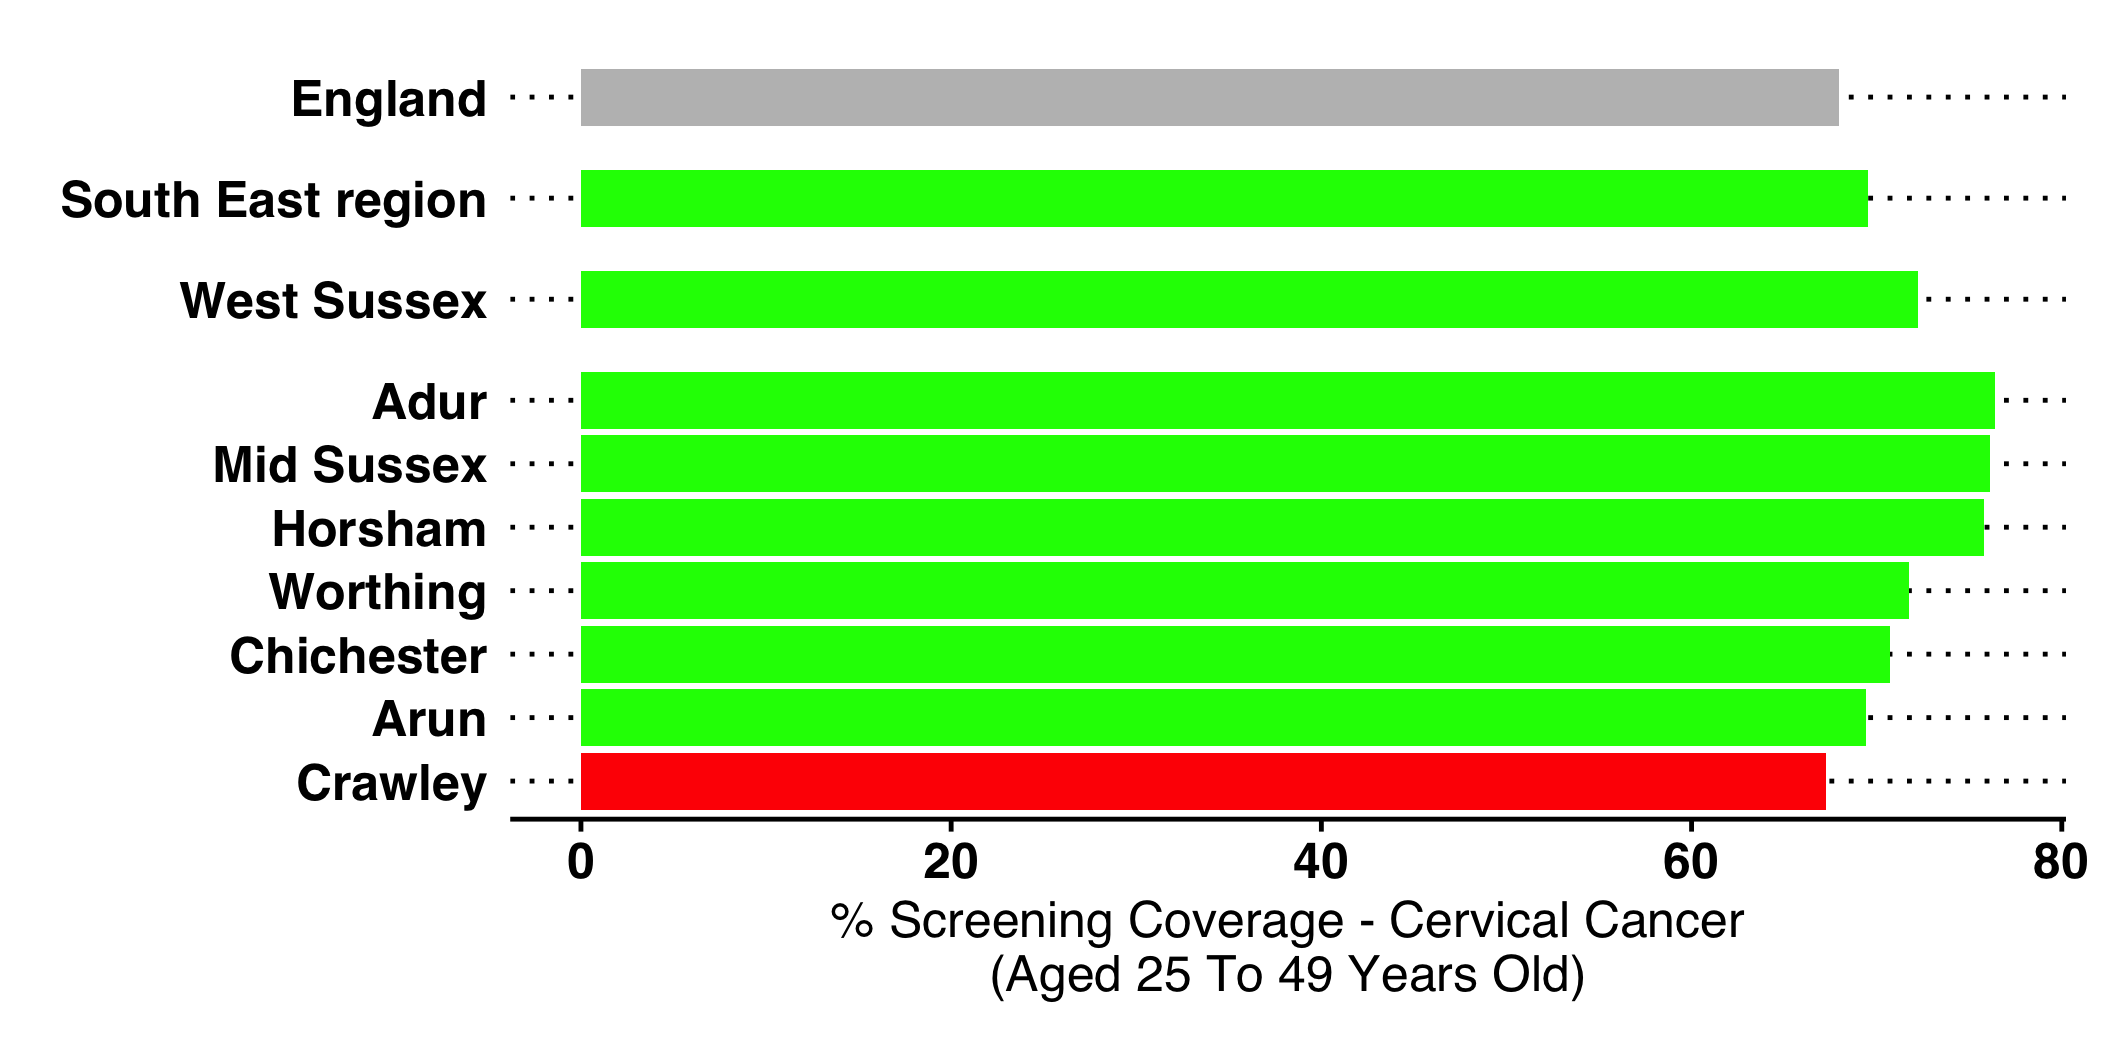 England
South East region
West Sussex
Adur
Mid Sussex
Horsham
Worthing
Chichester
Arun
Crawley
0 20 40 60 80
% Screening Coverage - Cervical Cancer
(Aged 25 To 49 Years Old)